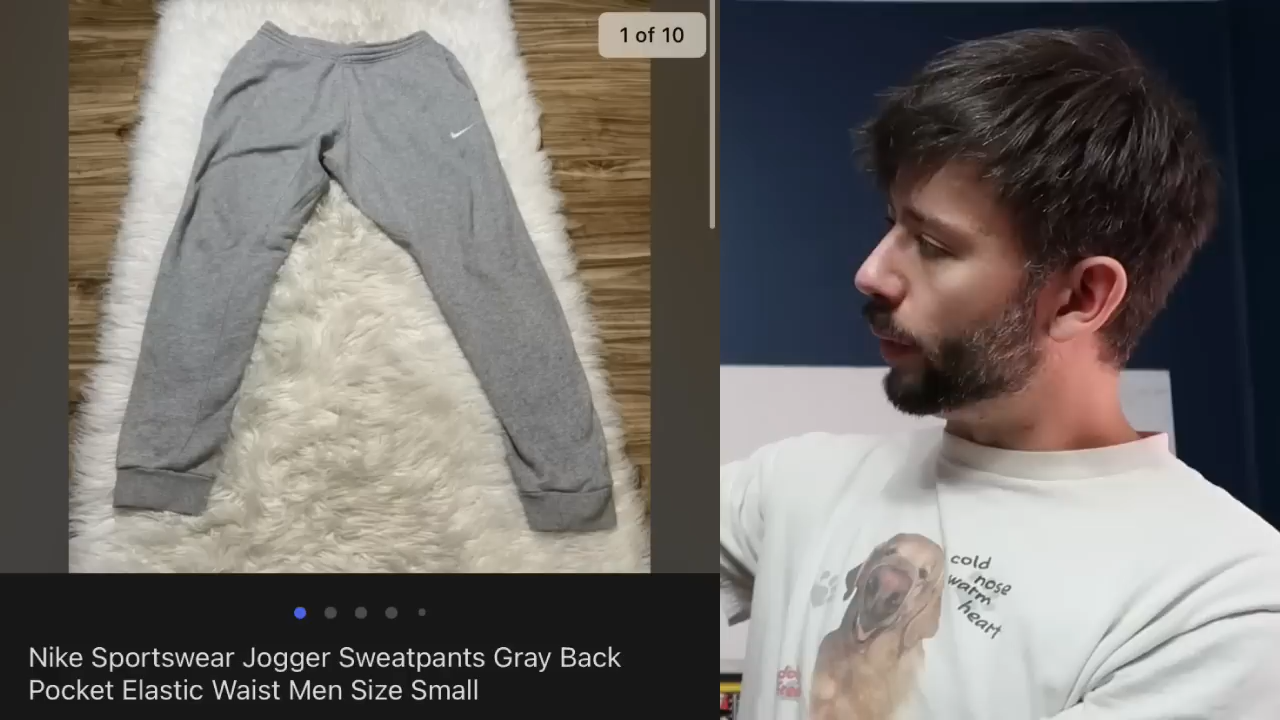 1 of 10
Nike Sportswear Jogger Sweatpants Gray Back
Pocket Elastic Waist Men Size Small
cold
nose
warm
heart